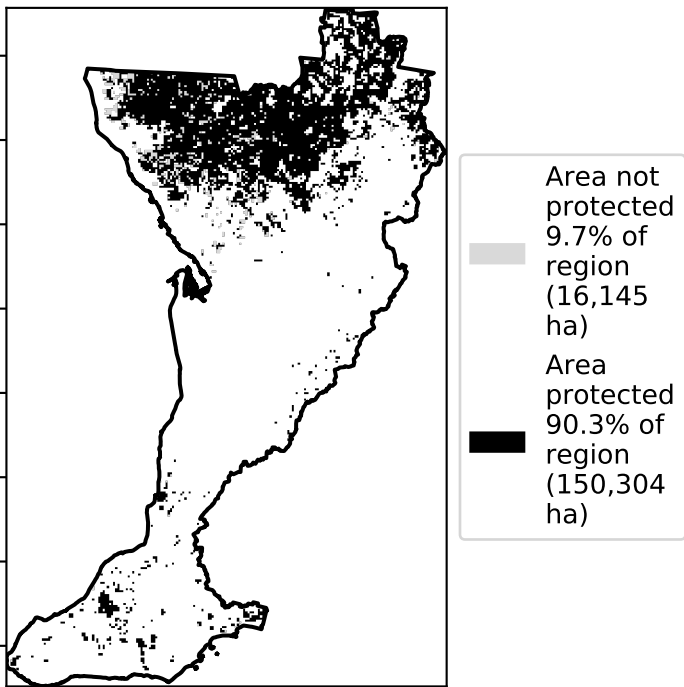 Area not
protected
9.7% of
region
(16,145
ha)
Area
protected
90.3% of
region
(150,304
ha)